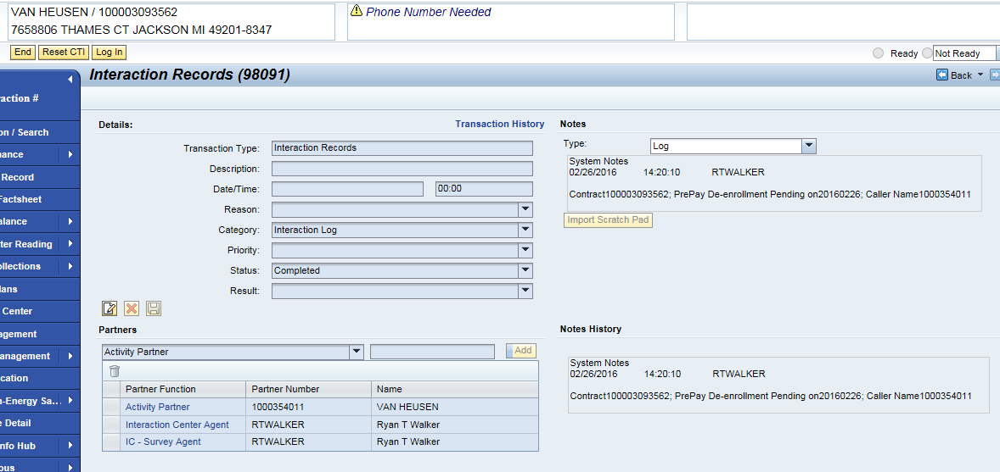 VAN HEUSEN / 100003093562
7658806 THAMES CT JACKSON MI 49201-8347
Phone Number Needed
End Reset CTI Log In
Ready Not Ready
Interaction Records (98091)
Back
raction #
on / Search
nance
Record
Factsheet
alance
ter Reading
ollections
lans
Center
agement
anagement
cation
n-Energy Sa...
e Detail
nfo Hub
ous
Details: Transaction History
Transaction Type: Interaction Records
Description:
Date/Time: 00:00
Reason:
Category: Interaction Log
Priority:
Status: Completed
Result:
Notes
Type: Log
System Notes
02/26/2016 14:20:10 RTWALKER
Contract100003093562; PrePay De-enrollment Pending on20160226; Caller Name1000354011
Import Scratch Pad
Partners
Activity Partner Add
Partner Function Partner Number Name
Activity Partner 1000354011 VAN HEUSEN
Interaction Center Agent RTWALKER Ryan T Walker
IC - Survey Agent RTWALKER Ryan T Walker
Notes History
System Notes
02/26/2016 14:20:10 RTWALKER
Contract100003093562; PrePay De-enrollment Pending on20160226; Caller Name1000354011